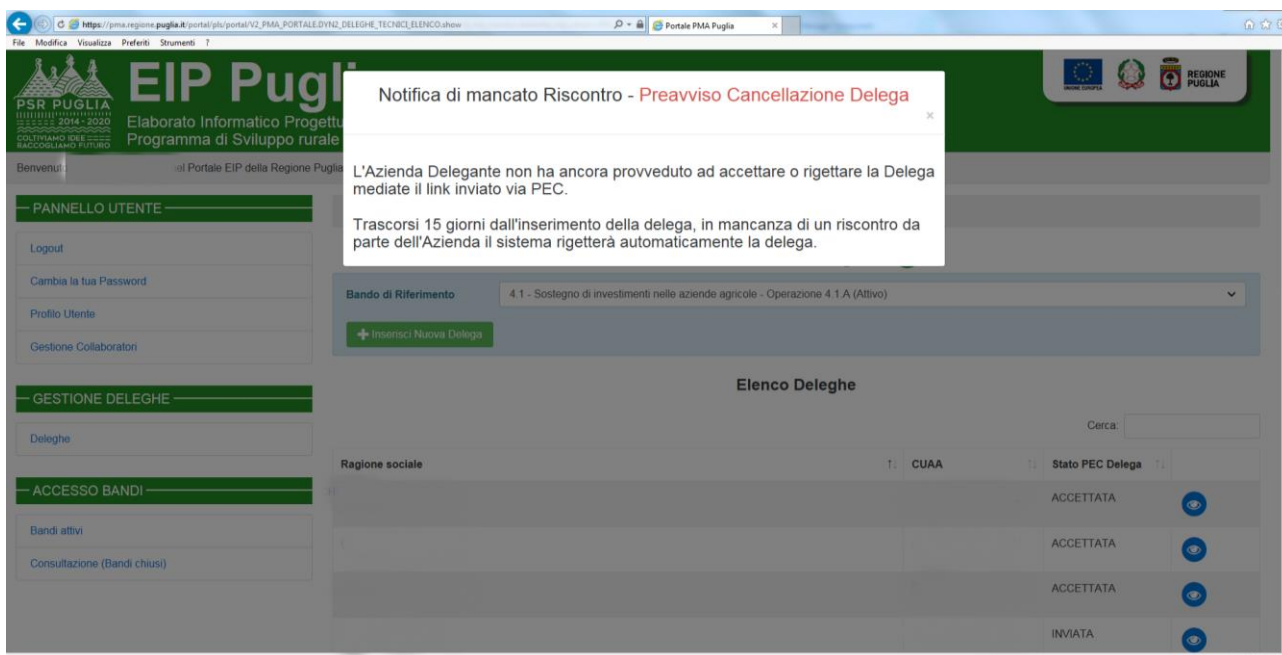 https://pma.regione.puglia.it/portal/pls/portal/V2_PMA_PORTALE.DYN2_DELEGHE_TECNICI_ELENCO.show
Portale PMA Puglia
File Modifica Visualizza Preferiti Strumenti ?
PSR PUGLIA
2014 - 2020
COLTIVIAMO IDEE
RACCOGLIAMO FUTURO
EIP Pugli
Elaborato Informatico Progettu
Programma di Sviluppo rurale
UNIONE EUROPEA
REGIONE
PUGLIA
Notifica di mancato Riscontro - Preavviso Cancellazione Delega
×
L'Azienda Delegante non ha ancora provveduto ad accettare o rigettare la Delega
mediate il link inviato via PEC.
Trascorsi 15 giorni dall'inserimento della delega, in mancanza di un riscontro da
parte dell'Azienda il sistema rigetterà automaticamente la delega.
Portale EIP della Regione Puglia
PANNELLO UTENTE
Logout
Cambia la tua Password
Profilo Utente
Gestione Collaboratori
GESTIONE DELEGHE
Deleghe
ACCESSO BANDI
Bandi attivi
Consultazione (Bandi chiusi)
Bando di Riferimento
4.1 - Sostegno di investimenti nelle aziende agricole - Operazione 4.1.A (Attivo)
Inserisci Nuova Delega
Elenco Deleghe
Cerca:
Ragione sociale CUAA Stato PEC Delega
ACCETTATA
ACCETTATA
ACCETTATA
INVIATA